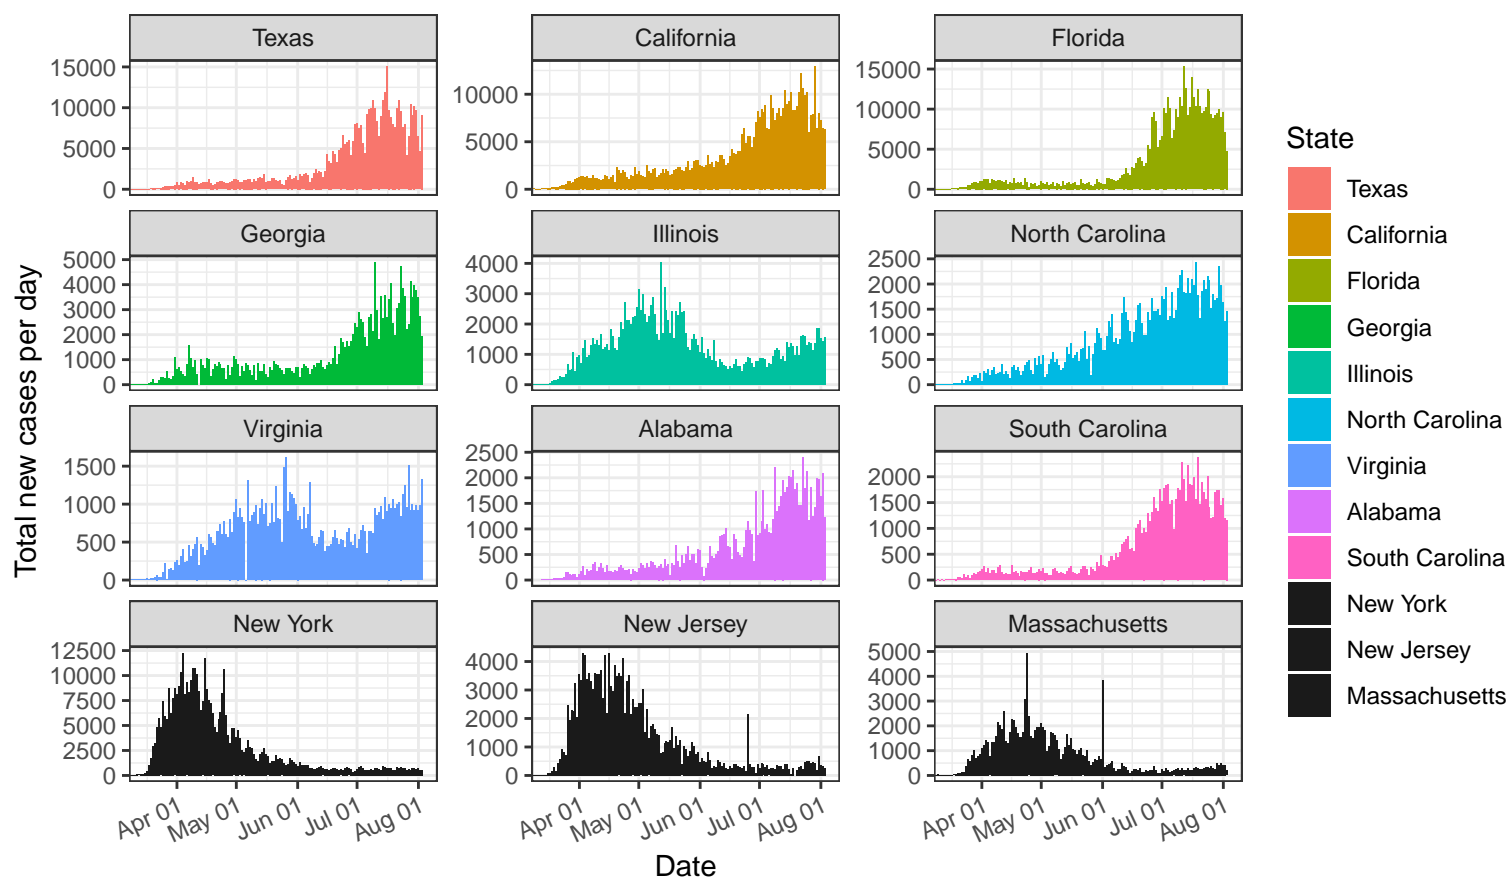 Texas
California
Florida
15000
10000
5000
0
10000
5000
0
15000
10000
5000
0
Georgia
Illinois
North Carolina
5000
4000
3000
2000
1000
0
4000
3000
2000
1000
0
2500
2000
1500
1000
500
0
Virginia
Alabama
South Carolina
1500
1000
500
0
2500
2000
1500
1000
500
0
2000
1500
1000
500
0
New York
New Jersey
Massachusetts
12500
10000
7500
5000
2500
0
4000
3000
2000
1000
0
5000
4000
3000
2000
1000
0
Apr 01
May 01
Jun 01
Jul 01
Aug 01
Apr 01
May 01
Jun 01
Jul 01
Aug 01
Apr 01
May 01
Jun 01
Jul 01
Aug 01
Date
Total new cases per day
State
Texas
California
Florida
Georgia
Illinois
North Carolina
Virginia
Alabama
South Carolina
New York
New Jersey
Massachusetts